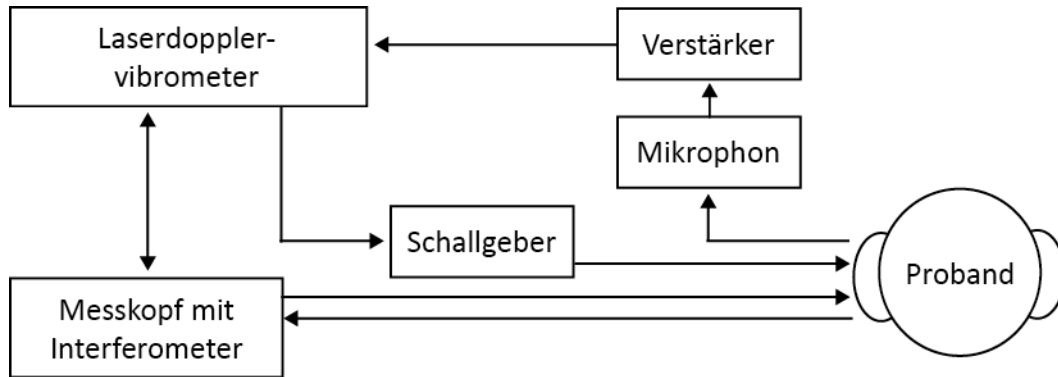 Laserdoppler-
vibrometer
Verstärker
Mikrophon
Schallgeber
Proband
Messkopf mit
Interferometer